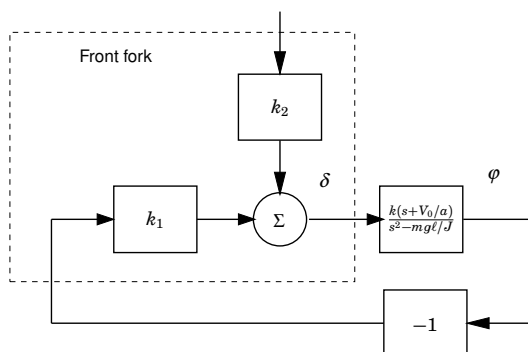 Front fork
k₂
δ
φ
k₁
Σ
k(s+V₀/a)
s²−mgℓ/J
−1